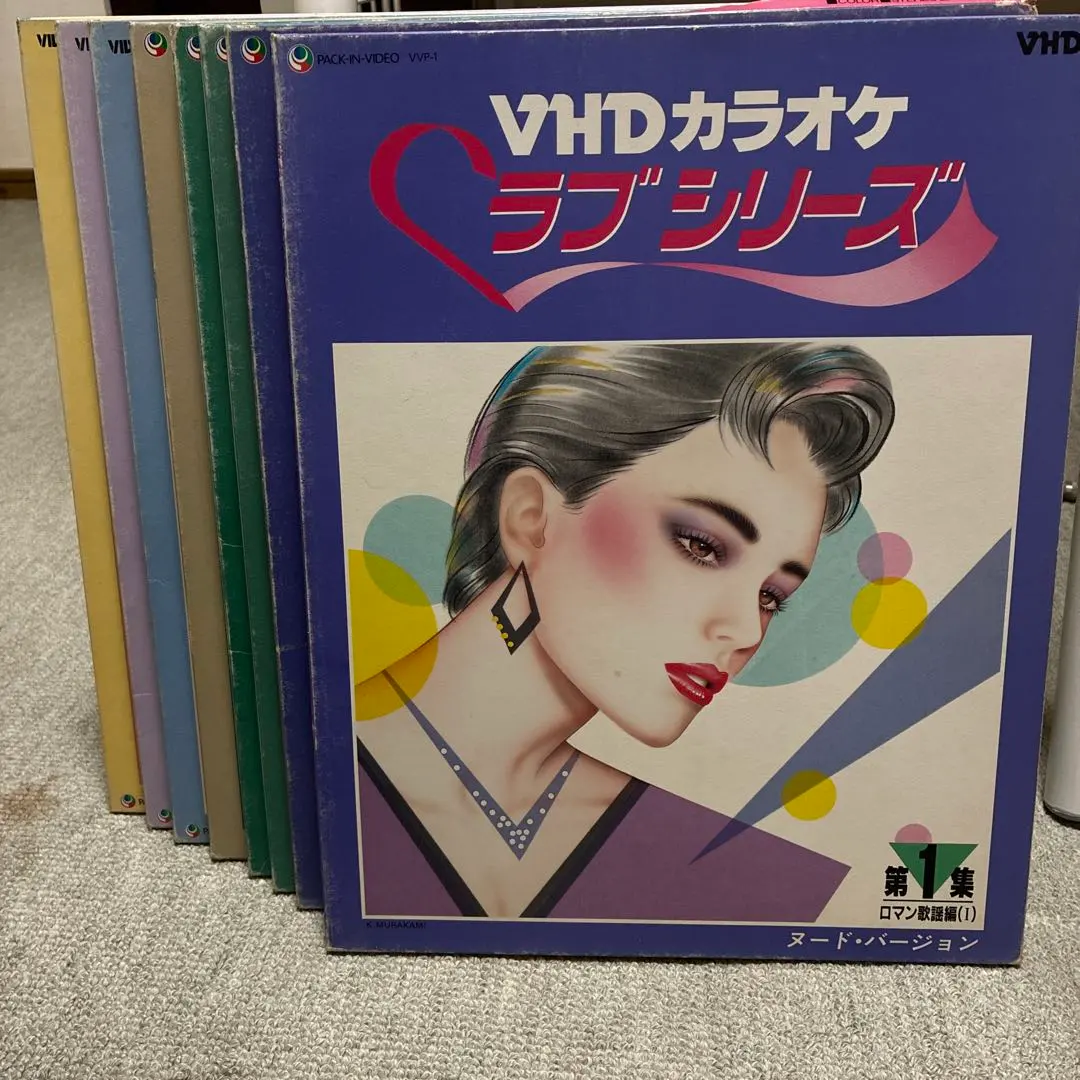 PACK-IN-VIDEO VVP-1
VHD
VHDカラオケ
ラブシリーズ
第1集
ロマン歌謡編(I)
K. MURAKAMI
ヌード・バージョン